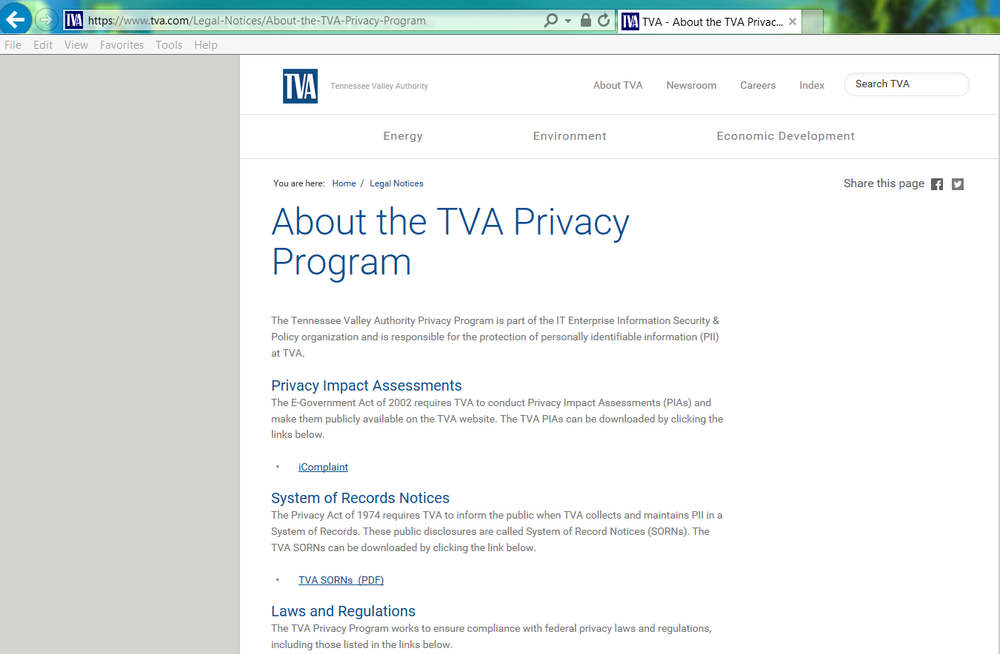 TVA https://www.tva.com/Legal-Notices/About-the-TVA-Privacy-Program TVA TVA - About the TVA Privac...
File Edit View Favorites Tools Help
TVA Tennessee Valley Authority About TVA Newsroom Careers Index Search TVA
Energy Environment Economic Development
You are here: Home / Legal Notices Share this page
About the TVA Privacy
Program
The Tennessee Valley Authority Privacy Program is part of the IT Enterprise Information Security &
Policy organization and is responsible for the protection of personally identifiable information (PII)
at TVA.
Privacy Impact Assessments
The E-Government Act of 2002 requires TVA to conduct Privacy Impact Assessments (PIAs) and
make them publicly available on the TVA website. The TVA PIAs can be downloaded by clicking the
links below.
• iComplaint
System of Records Notices
The Privacy Act of 1974 requires TVA to inform the public when TVA collects and maintains PII in a
System of Records. These public disclosures are called System of Record Notices (SORNs). The
TVA SORNs can be downloaded by clicking the link below.
• TVA SORNs (PDF)
Laws and Regulations
The TVA Privacy Program works to ensure compliance with federal privacy laws and regulations,
including those listed in the links below.